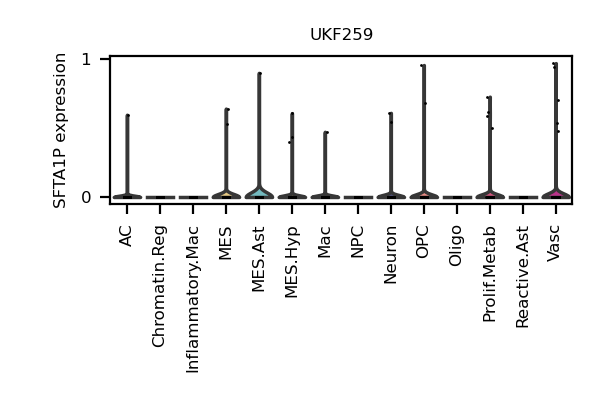 UKF259
SFTA1P expression
1
0
AC
Chromatin.Reg
Inflammatory.Mac
MES
MES.Ast
MES.Hyp
Mac
NPC
Neuron
OPC
Oligo
Prolif.Metab
Reactive.Ast
Vasc